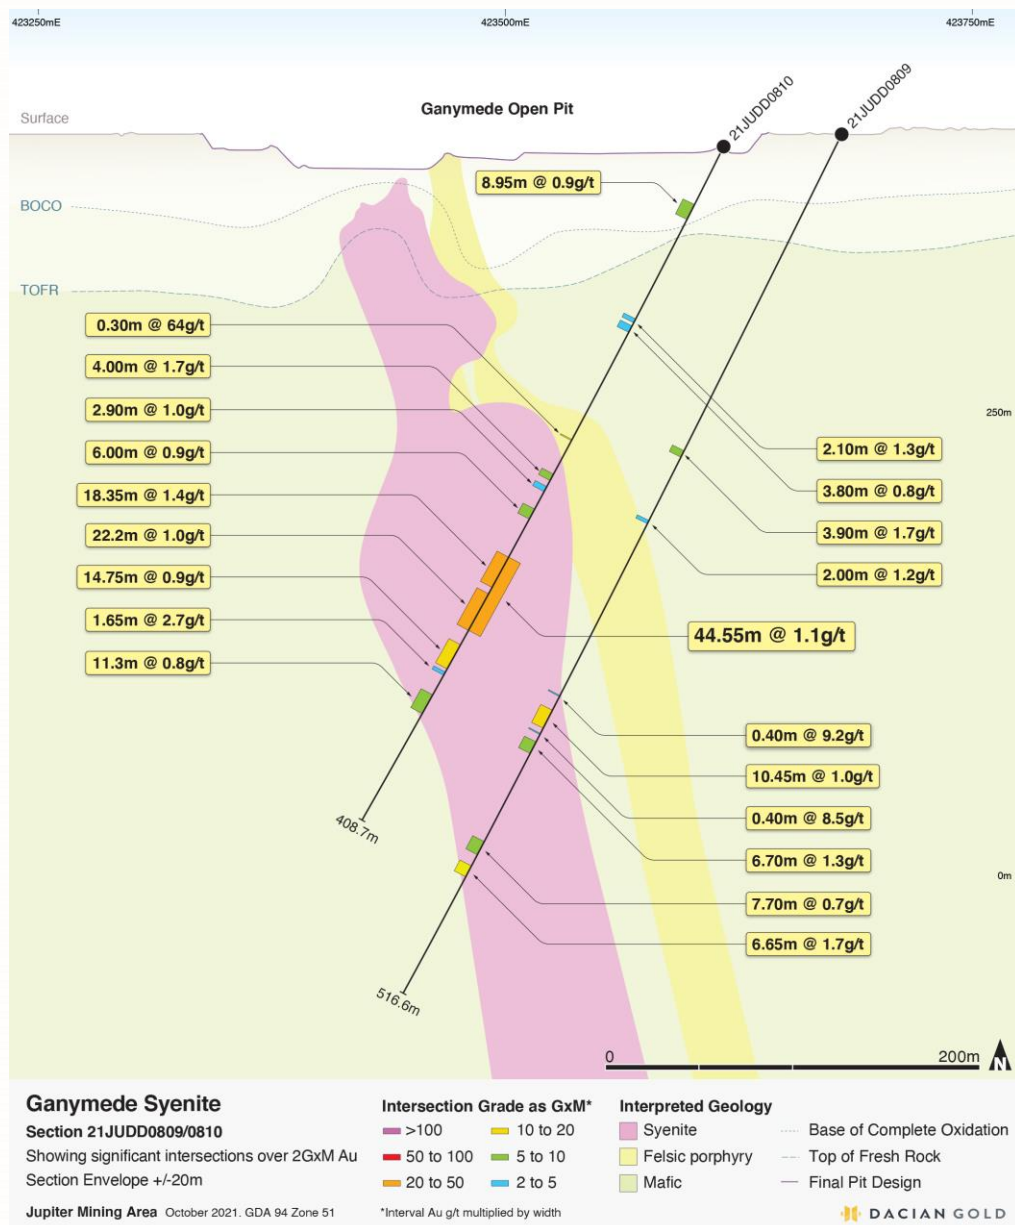 423250mE
423500mE
423750mE
Ganymede Open Pit
21JUDD0810
21JUDD0809
Surface
8.95m @ 0.9g/t
BOCO
TOFR
0.30m @ 64g/t
4.00m @ 1.7g/t
2.90m @ 1.0g/t
6.00m @ 0.9g/t
18.35m @ 1.4g/t
22.2m @ 1.0g/t
14.75m @ 0.9g/t
1.65m @ 2.7g/t
11.3m @ 0.8g/t
250m
2.10m @ 1.3g/t
3.80m @ 0.8g/t
3.90m @ 1.7g/t
2.00m @ 1.2g/t
44.55m @ 1.1g/t
0.40m @ 9.2g/t
10.45m @ 1.0g/t
0.40m @ 8.5g/t
6.70m @ 1.3g/t
7.70m @ 0.7g/t
6.65m @ 1.7g/t
0m
408.7m
516.6m
0
200m
N
Ganymede Syenite
Section 21JUDD0809/0810
Showing significant intersections over 2GxM Au
Section Envelope +/-20m
Jupiter Mining Area October 2021. GDA 94 Zone 51
Intersection Grade as GxM*
>100
50 to 100
20 to 50
10 to 20
5 to 10
2 to 5
*Interval Au g/t multiplied by width
Interpreted Geology
Syenite
Felsic porphyry
Mafic
Base of Complete Oxidation
Top of Fresh Rock
Final Pit Design
DACIAN GOLD